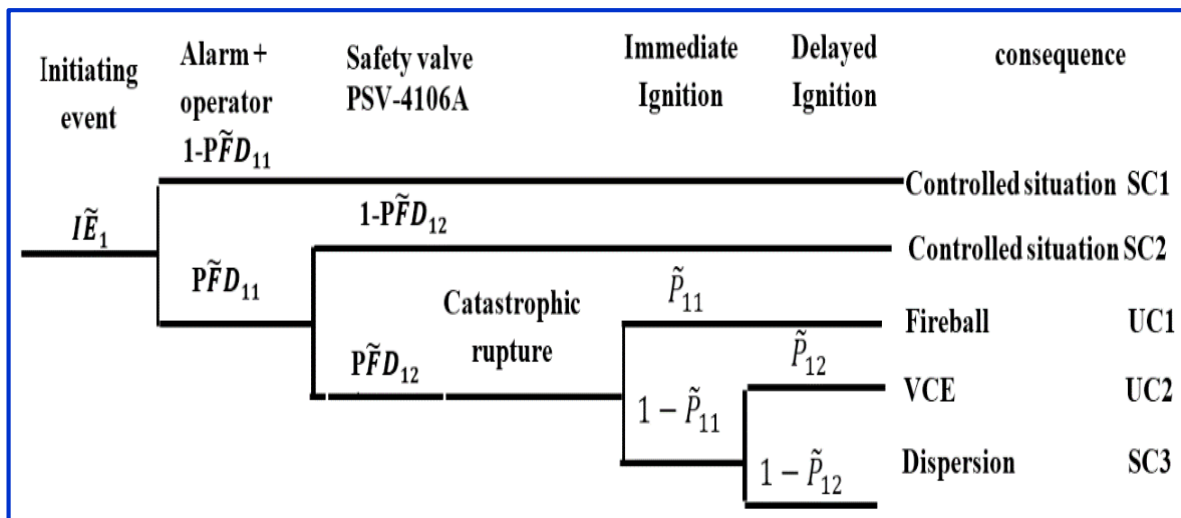 Initiating
event
Alarm +
operator
Safety valve
PSV-4106A
Immediate
Ignition
Delayed
Ignition
consequence
1-PF̃D₁₁
Controlled situation SC1
1-PF̃D₁₂
IẼ₁
Controlled situation SC2
PF̃D₁₁
Catastrophic
rupture
P̃₁₁
Fireball UC1
PF̃D₁₂
P̃₁₂
VCE UC2
1 − P̃₁₁
Dispersion SC3
1 − P̃₁₂